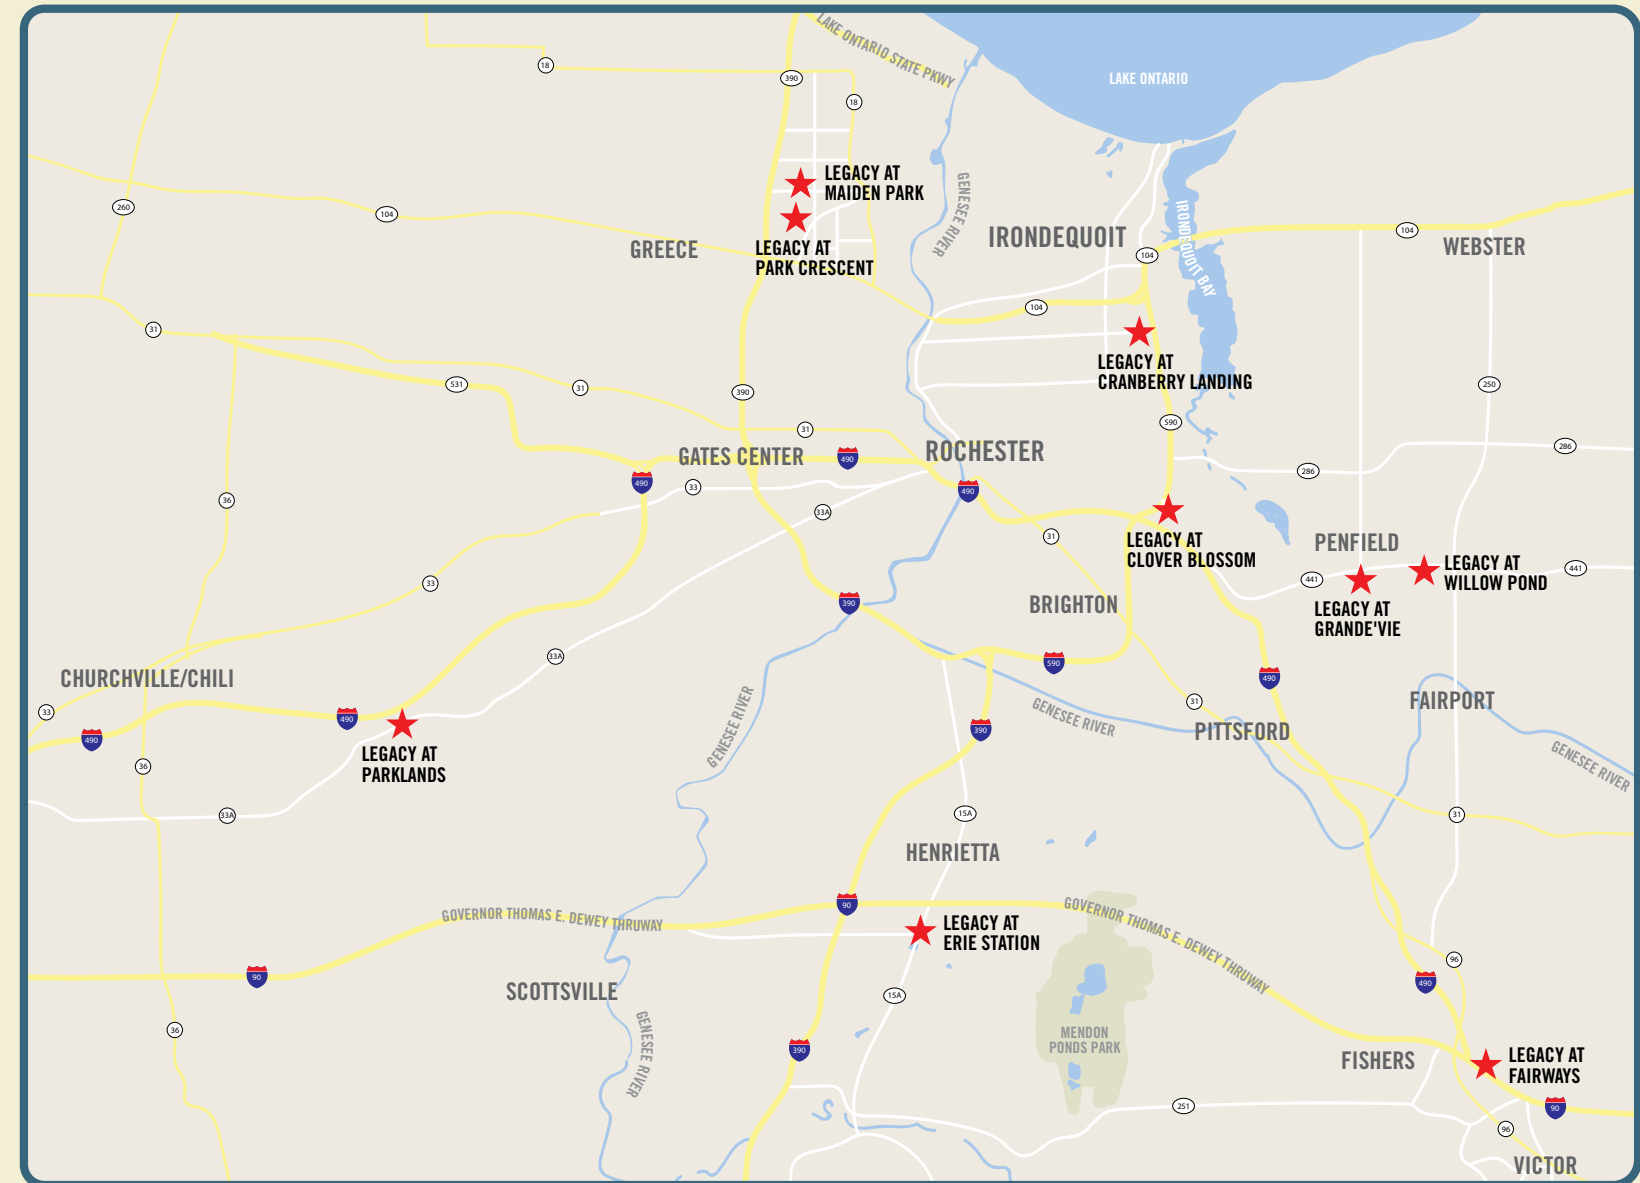 LAKE ONTARIO STATE PKWY
LAKE ONTARIO
18
390
18
LEGACY AT
MAIDEN PARK
GENESEE RIVER
260
104
IRONDEQUOIT BAY
GREECE
LEGACY AT
PARK CRESCENT
IRONDEQUOIT
104
104
WEBSTER
104
31
LEGACY AT
CRANBERRY LANDING
531
31
390
250
590
31
GATES CENTER
490
ROCHESTER
286
286
490
33
490
36
33A
31
LEGACY AT
CLOVER BLOSSOM
PENFIELD
LEGACY AT
WILLOW POND
441
441
33
390
BRIGHTON
LEGACY AT
GRANDE'VIE
33A
590
CHURCHVILLE/CHILI
490
33
490
490
GENESEE RIVER
390
GENESEE RIVER
31
PITTSFORD
FAIRPORT
GENESEE RIVER
LEGACY AT
PARKLANDS
36
33A
15A
31
HENRIETTA
GOVERNOR THOMAS E. DEWEY THRUWAY
90
GOVERNOR THOMAS E. DEWEY THRUWAY
LEGACY AT
ERIE STATION
96
90
SCOTTSVILLE
15A
490
36
GENESEE RIVER
390
MENDON
PONDS PARK
FISHERS
LEGACY AT
FAIRWAYS
251
90
96
VICTOR